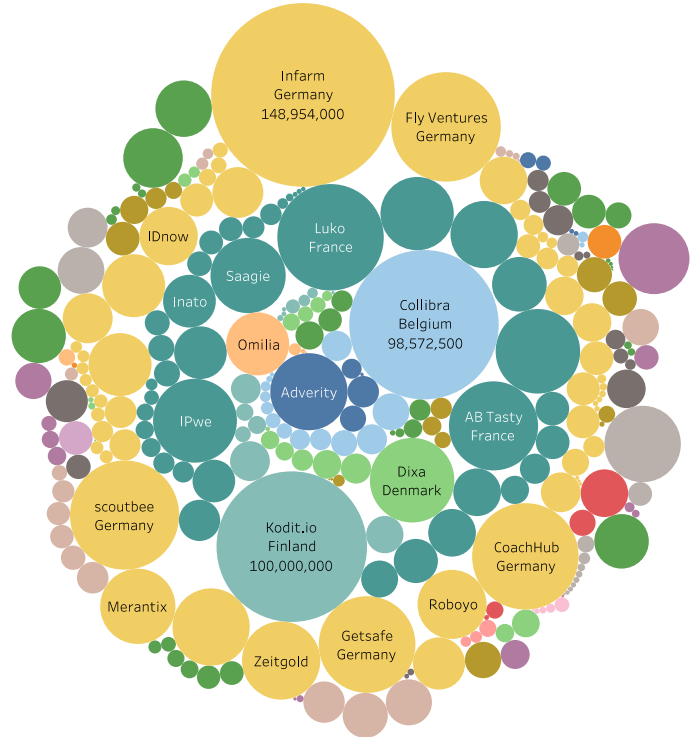 Infarm
Germany
148,954,000
Fly Ventures
Germany
IDnow
Luko
France
Saagie
Inato
Collibra
Belgium
98,572,500
Omilia
Adverity
IPwe
AB Tasty
France
Dixa
Denmark
scoutbee
Germany
Kodit.io
Finland
100,000,000
CoachHub
Germany
Merantix
Roboyo
Getsafe
Germany
Zeitgold